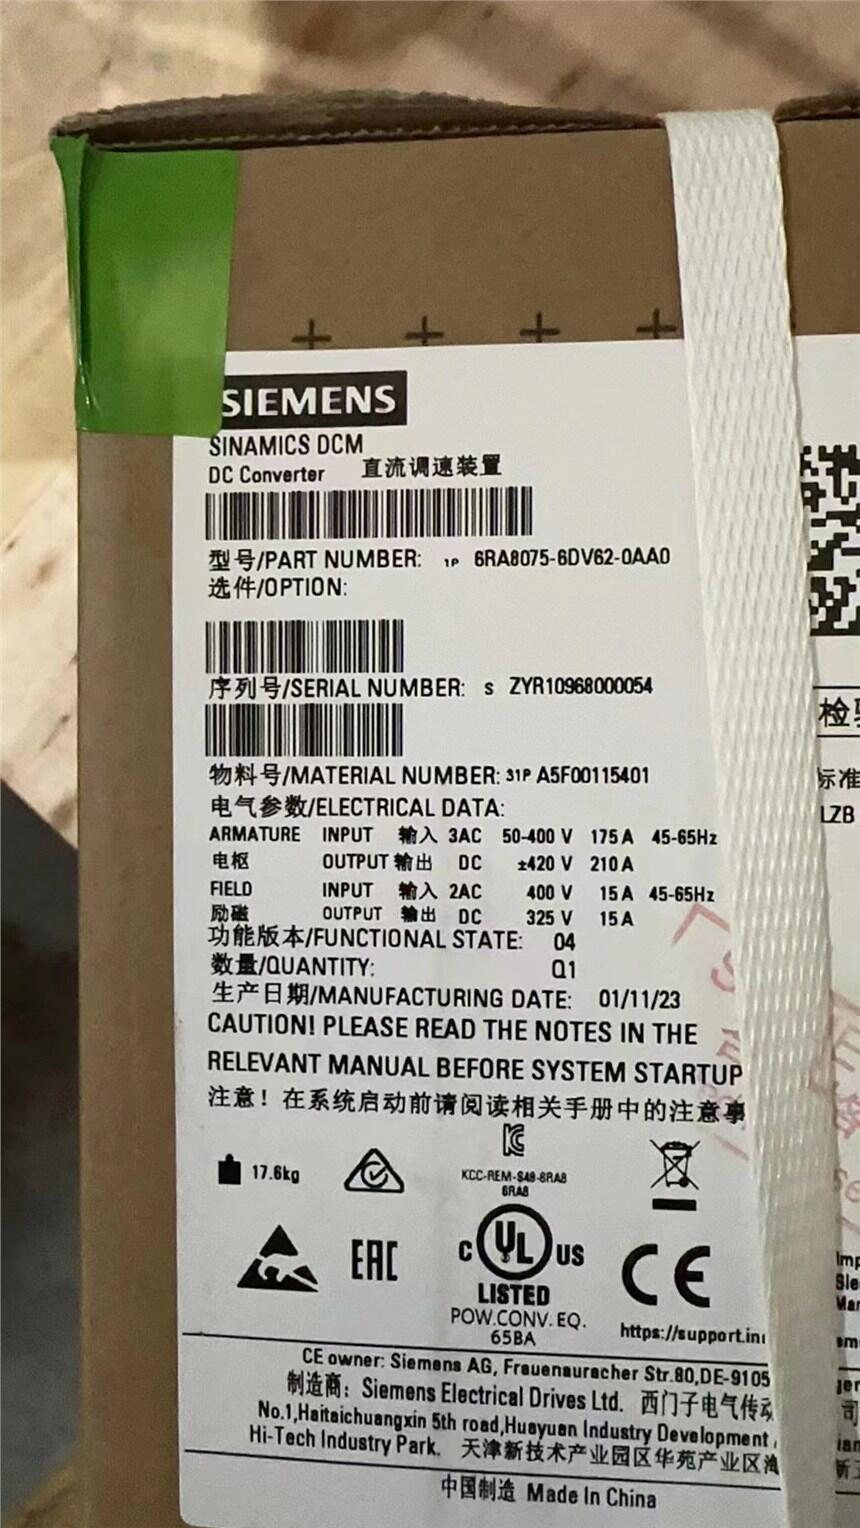 SIEMENS
SINAMICS DCM
DC Converter 直流调速装置
型号/PART NUMBER: 1P 6RA8075-6DV62-0AA0
选件/OPTION:
序列号/SERIAL NUMBER: S ZYR10968000054
检
物料号/MATERIAL NUMBER: 31P A5F00115401
标准
电气参数/ELECTRICAL DATA:
LZB
ARMATURE INPUT 输入 3AC 50-400 V 175 A 45-65Hz
电枢 OUTPUT 输出 DC ±420 V 210 A
FIELD INPUT 输入 2AC 400 V 15 A 45-65Hz
励磁 OUTPUT 输出 DC 325 V 15 A
功能版本/FUNCTIONAL STATE: 04
数量/QUANTITY: Q1
生产日期/MANUFACTURING DATE: 01/11/23
CAUTION! PLEASE READ THE NOTES IN THE
RELEVANT MANUAL BEFORE SYSTEM STARTUP
注意！在系统启动前请阅读相关手册中的注意事
17.6kg
KCC-REM-S49-6RA8
6RA8
EAC
C UL US
LISTED
POW.CONV. EQ.
65BA
CE
https://support.in
CE owner: Siemens AG, Frauenauracher Str.80,DE-9105
制造商: Siemens Electrical Drives Ltd. 西门子电气传动
No.1,Haitaichuangxin 5th road,Huayuan Industry Development
Hi-Tech Industry Park. 天津新技术产业园区华苑产业区海
中国制造 Made In China